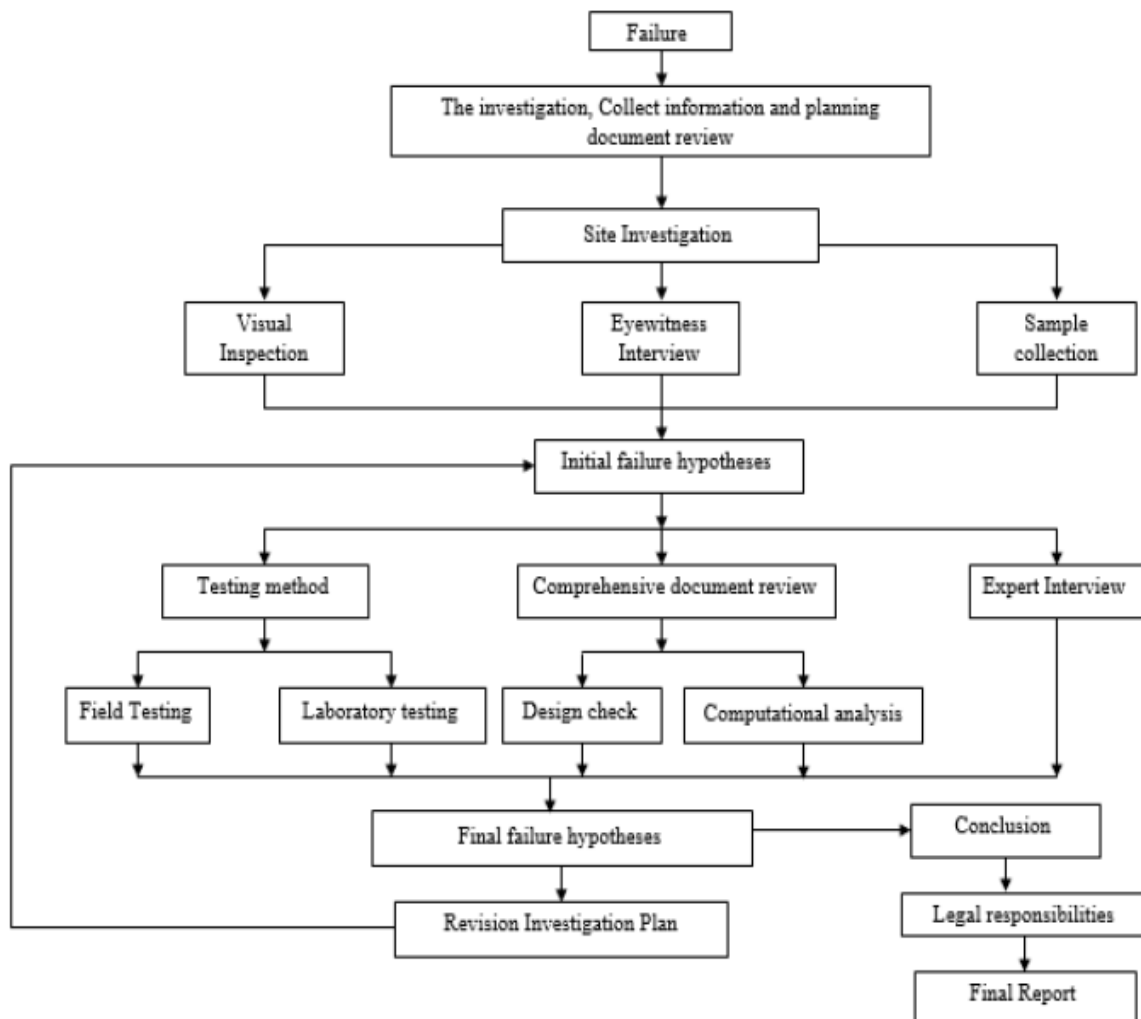 Failure
The investigation, Collect information and planning
document review
Site Investigation
Visual
Inspection
Eyewitness
Interview
Sample
collection
Initial failure hypotheses
Testing method
Comprehensive document review
Expert Interview
Field Testing
Laboratory testing
Design check
Computational analysis
Final failure hypotheses
Conclusion
Revision Investigation Plan
Legal responsibilities
Final Report